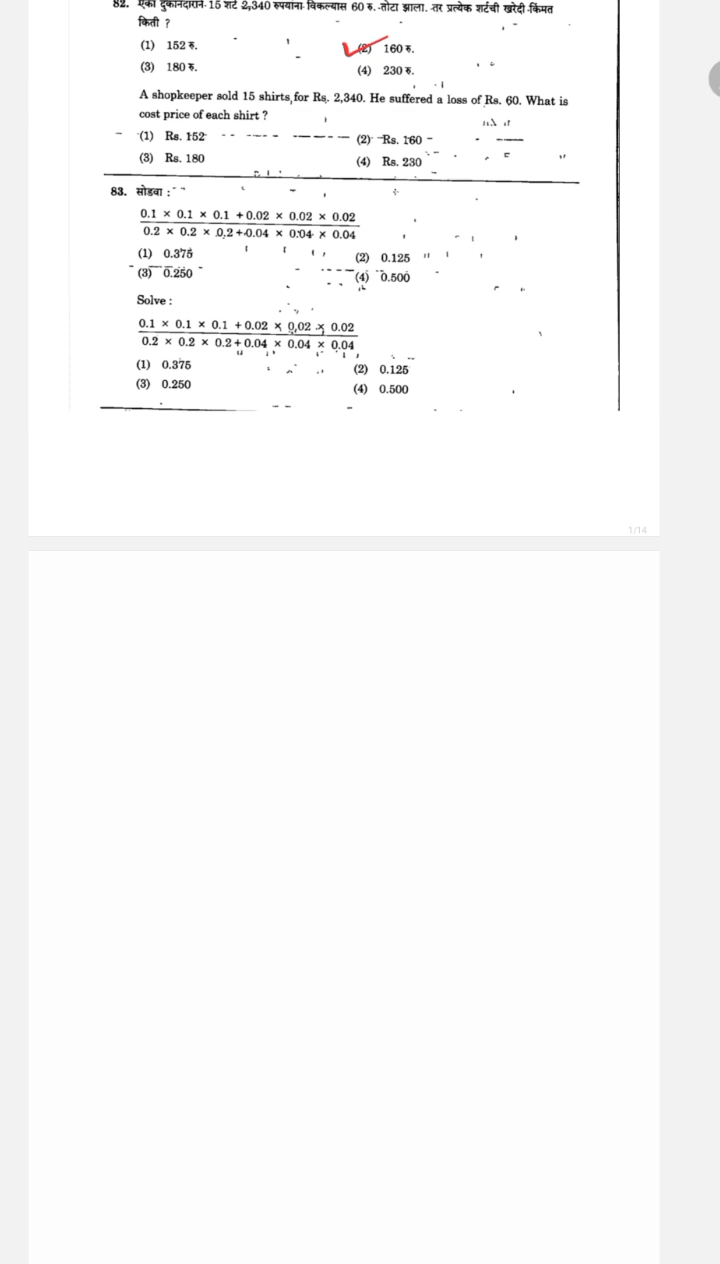 82. एका दुकानदाराने 15 शर्ट 2,340 रुपयांना विकल्यास 60 रु. तोटा झाला. तर प्रत्येक शर्टची खरेदी किंमत
किती ?
(1) 152 रु. (2) 160 रु.
(3) 180 रु. (4) 230 रु.
A shopkeeper sold 15 shirts for Rs. 2,340. He suffered a loss of Rs. 60. What is
cost price of each shirt ?
(1) Rs. 152 (2) Rs. 160
(3) Rs. 180 (4) Rs. 230
83. सोडवा :
0.1 × 0.1 × 0.1 + 0.02 × 0.02 × 0.02
0.2 × 0.2 × 0.2 + 0.04 × 0.04 × 0.04
(1) 0.375 (2) 0.125
(3) 0.250 (4) 0.500
Solve :
0.1 × 0.1 × 0.1 + 0.02 × 0.02 × 0.02
0.2 × 0.2 × 0.2 + 0.04 × 0.04 × 0.04
(1) 0.375 (2) 0.125
(3) 0.250 (4) 0.500
1/14